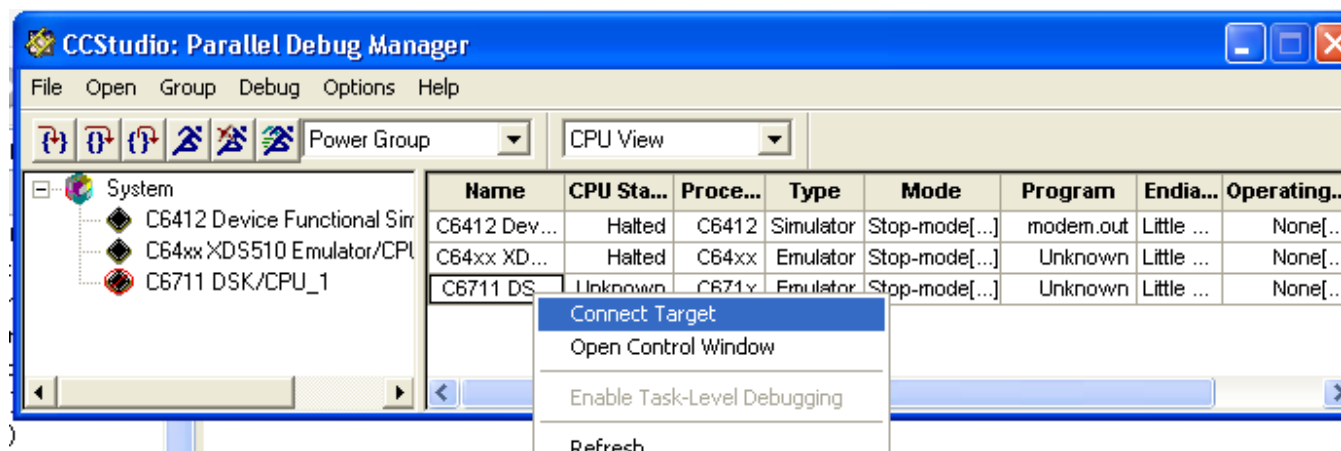 CCStudio: Parallel Debug Manager
File Open Group Debug Options Help
Power Group CPU View
System
C6412 Device Functional Sim
C64xx XDS510 Emulator/CPU
C6711 DSK/CPU_1
Name CPU Sta... Proce... Type Mode Program Endia... Operating..
C6412 Dev... Halted C6412 Simulator Stop-mode[...] modem.out Little ... None[..
C64xx XD... Halted C64xx Emulator Stop-mode[...] Unknown Little ... None[..
C6711 DS... Unknown C671x Emulator Stop-mode[...] Unknown Little ... None[..
Connect Target
Open Control Window
Enable Task-Level Debugging
Refresh